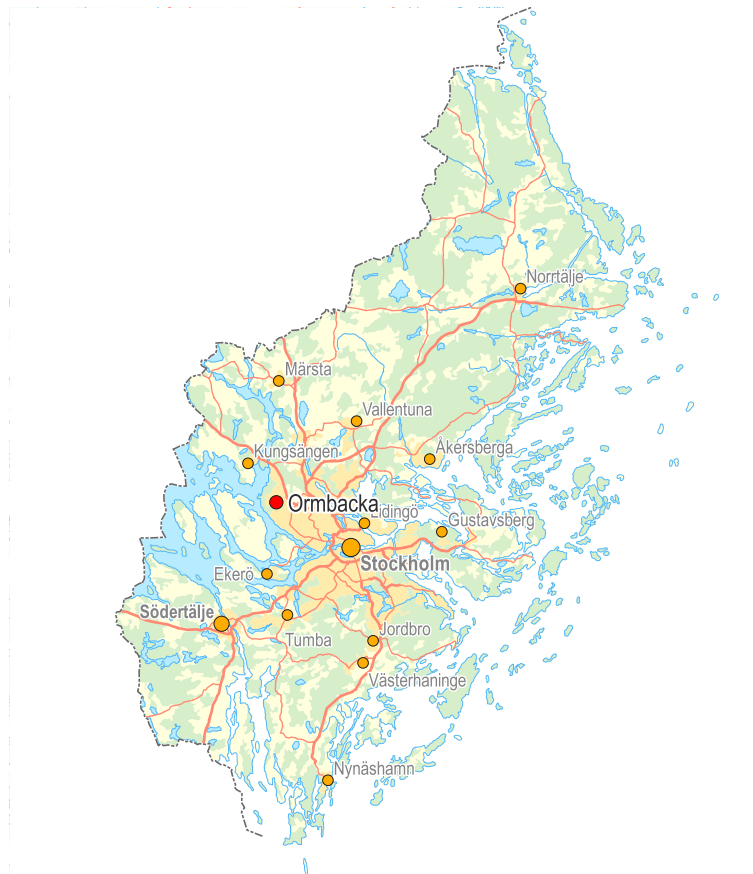 Norrtälje
Märsta
Vallentuna
Åkersberga
Kungsängen
Ormbacka
Lidingö
Gustavsberg
Stockholm
Ekerö
Södertälje
Tumba
Jordbro
Västerhaninge
Nynäshamn